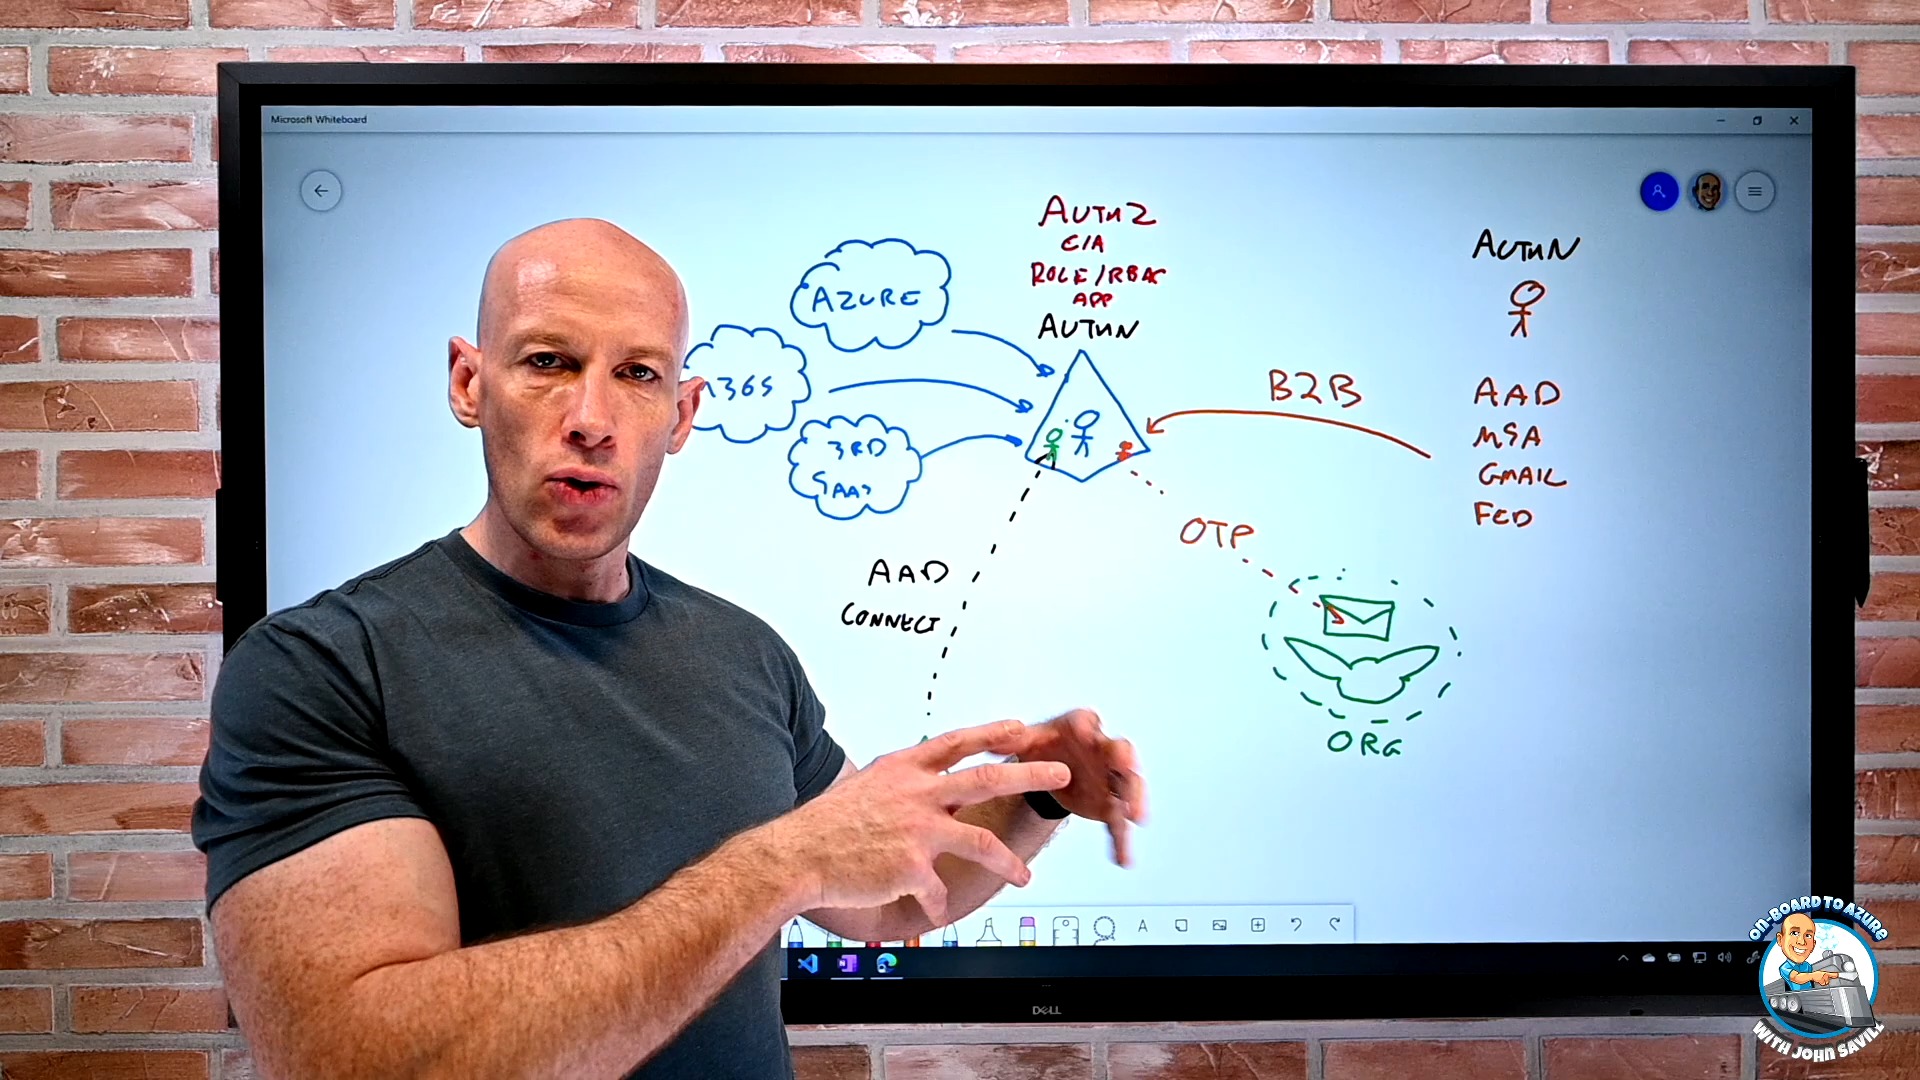 Microsoft Whiteboard
AUTHZ
C/A
ROLE/RBAC
APP
AUTHN
AZURE
M365
3RD
SAAS
B2B
AUTHN
AAD
MSA
GMAIL
FED
OTP
AAD
CONNECT
ORG
A
DELL
ON-BOARD TO AZURE
WITH JOHN SAVILL